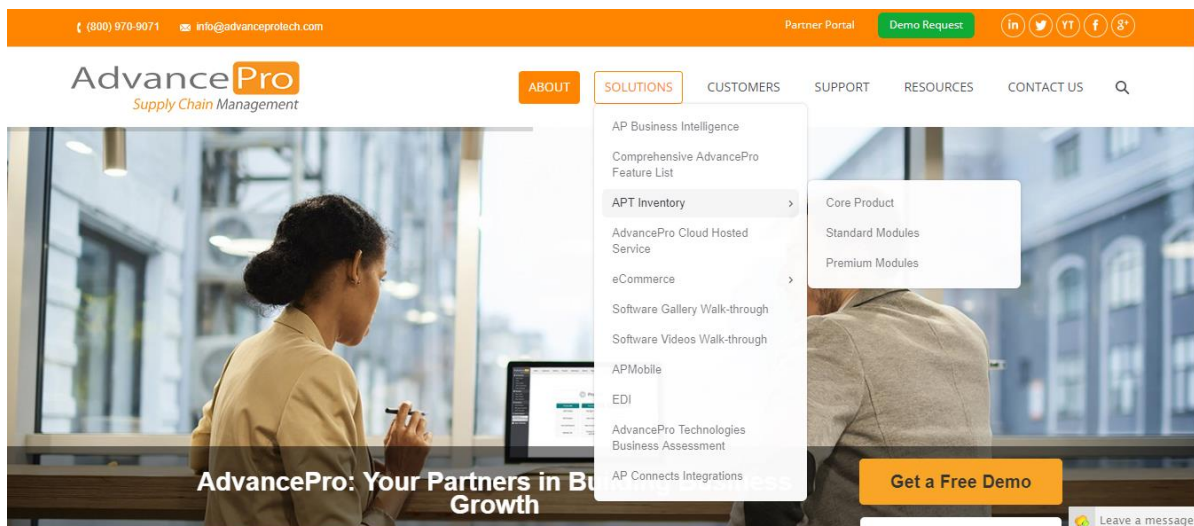 (800) 970-9071 info@advanceprotech.com Partner Portal Demo Request in YT f g+
AdvancePro
Supply Chain Management
ABOUT SOLUTIONS CUSTOMERS SUPPORT RESOURCES CONTACT US
AP Business Intelligence
Comprehensive AdvancePro
Feature List
APT Inventory
Core Product
Standard Modules
Premium Modules
AdvancePro Cloud Hosted
Service
eCommerce
Software Gallery Walk-through
Software Videos Walk-through
APMobile
EDI
AdvancePro Technologies
Business Assessment
AP Connects Integrations
AdvancePro: Your Partners in Building Business
Growth
Get a Free Demo
Leave a message